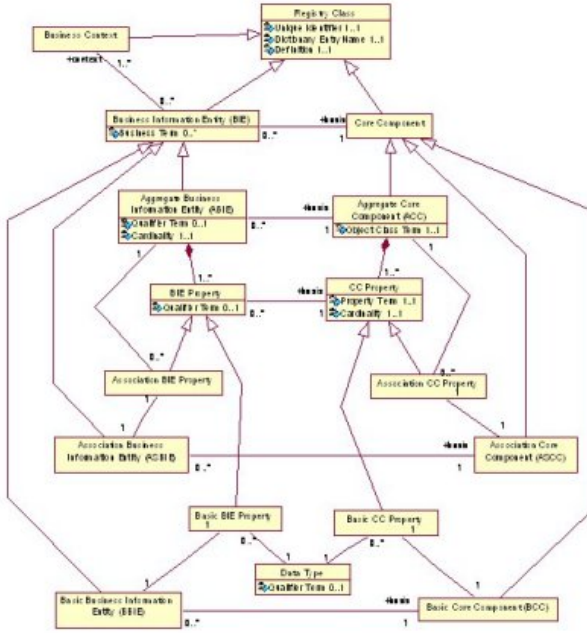 Registry Class
Unique Identifier 1..1
Dictionary Entry Name 1..1
Definition 1..1
Business Context
+context
1..*
0..*
Business Information Entity (BIE)
Business Term 0..*
+basis
0..*
1
Core Component
Aggregate Business
Information Entity (ABIE)
Qualifier Term 0..1
Cardinality 1..1
+basis
0..*
1
Aggregate Core
Component (ACC)
Object Class Term 1..1
1
1
1..*
1..*
BIE Property
Qualifier Term 0..1
+basis
0..*
1
CC Property
Property Term 1..1
Cardinality 1..1
0..*
Association BIE Property
1
0..*
Association CC Property
1
1
1
Association Business
Information Entity (ASBIE)
0..*
+basis
1
Association Core
Component (ASCC)
Basic BIE Property
1
0..*
Basic CC Property
1
0..*
1
1
Data Type
Qualifier Term 0..1
1
1
Basic Business Information
Entity (BBIE)
0..*
+basis
1
Basic Core Component (BCC)